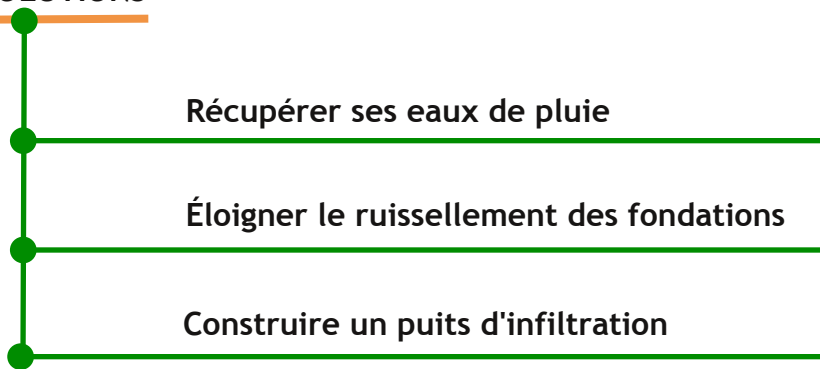 Récupérer ses eaux de pluie
Éloigner le ruissellement des fondations
Construire un puits d'infiltration